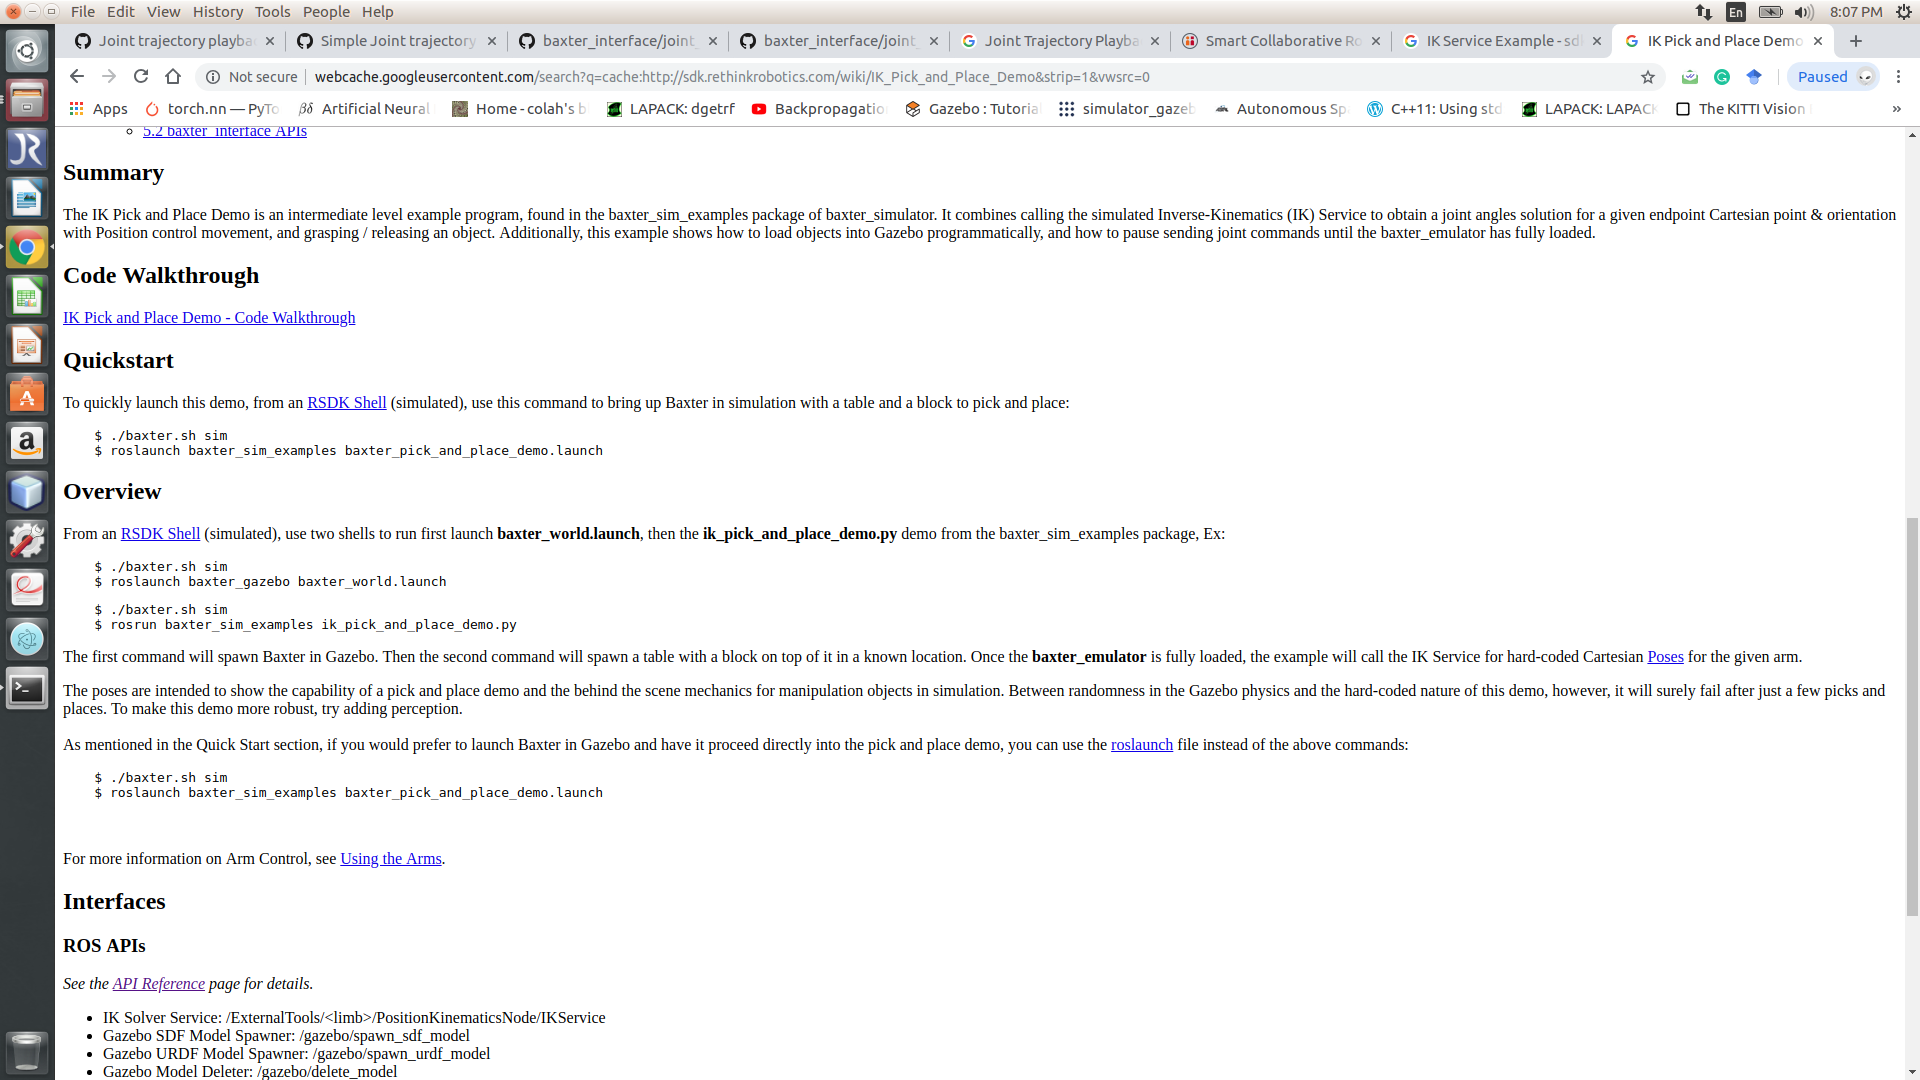 File Edit View History Tools People Help
En 8:07 PM
Joint trajectory playba
Simple Joint trajectory
baxter_interface/joint_
baxter_interface/joint_
Joint Trajectory Playba
Smart Collaborative Ro
IK Service Example - sd
IK Pick and Place Demo
Not secure webcache.googleusercontent.com/search?q=cache:http://sdk.rethinkrobotics.com/wiki/IK_Pick_and_Place_Demo&strip=1&vwsrc=0
Paused
Apps
torch.nn — PyTo
Artificial Neural
Home - colah's b
LAPACK: dgetrf
Backpropagatio
Gazebo : Tutoria
simulator_gazeb
Autonomous Sp
C++11: Using std
LAPACK: LAPACK
The KITTI Vision
»
5.2 baxter_interface APIs
Summary
The IK Pick and Place Demo is an intermediate level example program, found in the baxter_sim_examples package of baxter_simulator. It combines calling the simulated Inverse-Kinematics (IK) Service to obtain a joint angles solution for a given endpoint Cartesian point & orientation
with Position control movement, and grasping / releasing an object. Additionally, this example shows how to load objects into Gazebo programmatically, and how to pause sending joint commands until the baxter_emulator has fully loaded.
Code Walkthrough
IK Pick and Place Demo - Code Walkthrough
Quickstart
To quickly launch this demo, from an RSDK Shell (simulated), use this command to bring up Baxter in simulation with a table and a block to pick and place:
$ ./baxter.sh sim
$ roslaunch baxter_sim_examples baxter_pick_and_place_demo.launch
Overview
From an RSDK Shell (simulated), use two shells to run first launch baxter_world.launch, then the ik_pick_and_place_demo.py demo from the baxter_sim_examples package, Ex:
$ ./baxter.sh sim
$ roslaunch baxter_gazebo baxter_world.launch
$ ./baxter.sh sim
$ rosrun baxter_sim_examples ik_pick_and_place_demo.py
The first command will spawn Baxter in Gazebo. Then the second command will spawn a table with a block on top of it in a known location. Once the baxter_emulator is fully loaded, the example will call the IK Service for hard-coded Cartesian Poses for the given arm.
The poses are intended to show the capability of a pick and place demo and the behind the scene mechanics for manipulation objects in simulation. Between randomness in the Gazebo physics and the hard-coded nature of this demo, however, it will surely fail after just a few picks and
places. To make this demo more robust, try adding perception.
As mentioned in the Quick Start section, if you would prefer to launch Baxter in Gazebo and have it proceed directly into the pick and place demo, you can use the roslaunch file instead of the above commands:
$ ./baxter.sh sim
$ roslaunch baxter_sim_examples baxter_pick_and_place_demo.launch
For more information on Arm Control, see Using the Arms.
Interfaces
ROS APIs
See the API Reference page for details.
IK Solver Service: /ExternalTools/<limb>/PositionKinematicsNode/IKService
Gazebo SDF Model Spawner: /gazebo/spawn_sdf_model
Gazebo URDF Model Spawner: /gazebo/spawn_urdf_model
Gazebo Model Deleter: /gazebo/delete_model